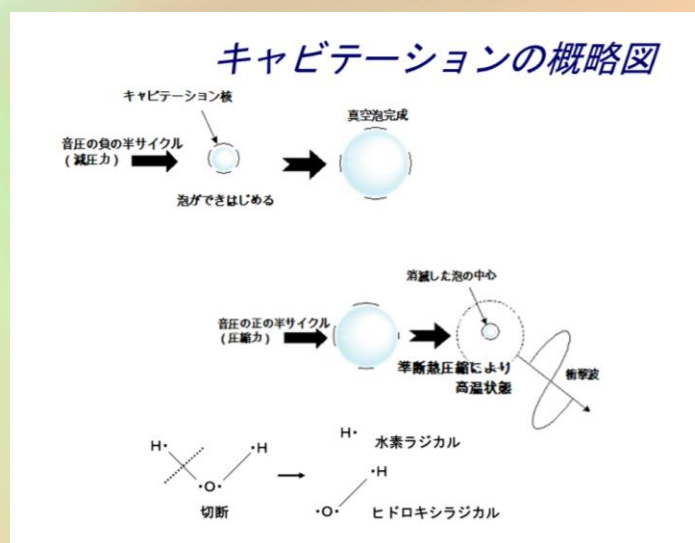 キャビテーションの概略図
キャビテーション核
真空泡完成
音圧の負の半サイクル
(減圧力)
泡ができはじめる
消滅した泡の中心
音圧の正の半サイクル
(圧縮力)
準断熱圧縮により
高温状態
衝撃波
H・
・H
・O・
切断
H・
水素ラジカル
・H
・O・
ヒドロキシラジカル